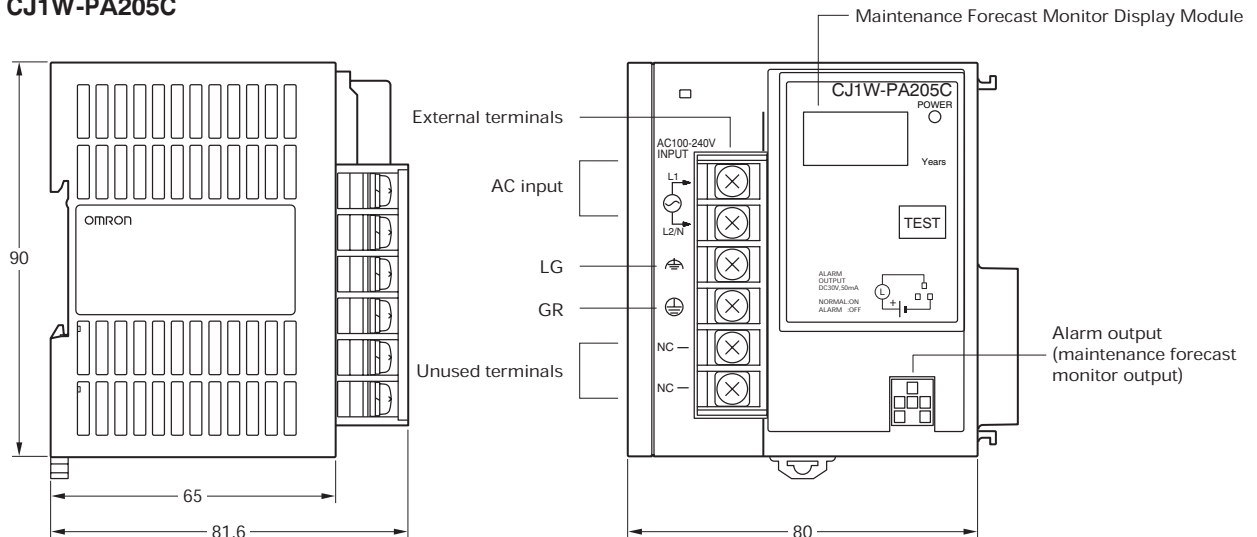 CJ1W-PA205C
Maintenance Forecast Monitor Display Module
CJ1W-PA205C
POWER
Years
TEST
ALARM
OUTPUT
DC30V,50mA
NORMAL:ON
ALARM :OFF
L
+
External terminals
AC100-240V
INPUT
AC input
L1
L2/N
LG
GR
Unused terminals
NC
NC
Alarm output
(maintenance forecast
monitor output)
OMRON
90
65
81.6
80